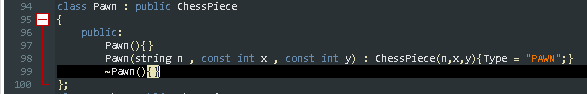 94 class Pawn : public ChessPiece
95 {
96 public:
97 Pawn(){}
98 Pawn(string n , const int x , const int y) : ChessPiece(n,x,y){Type = "PAWN";}
99 ~Pawn(){}
100 };